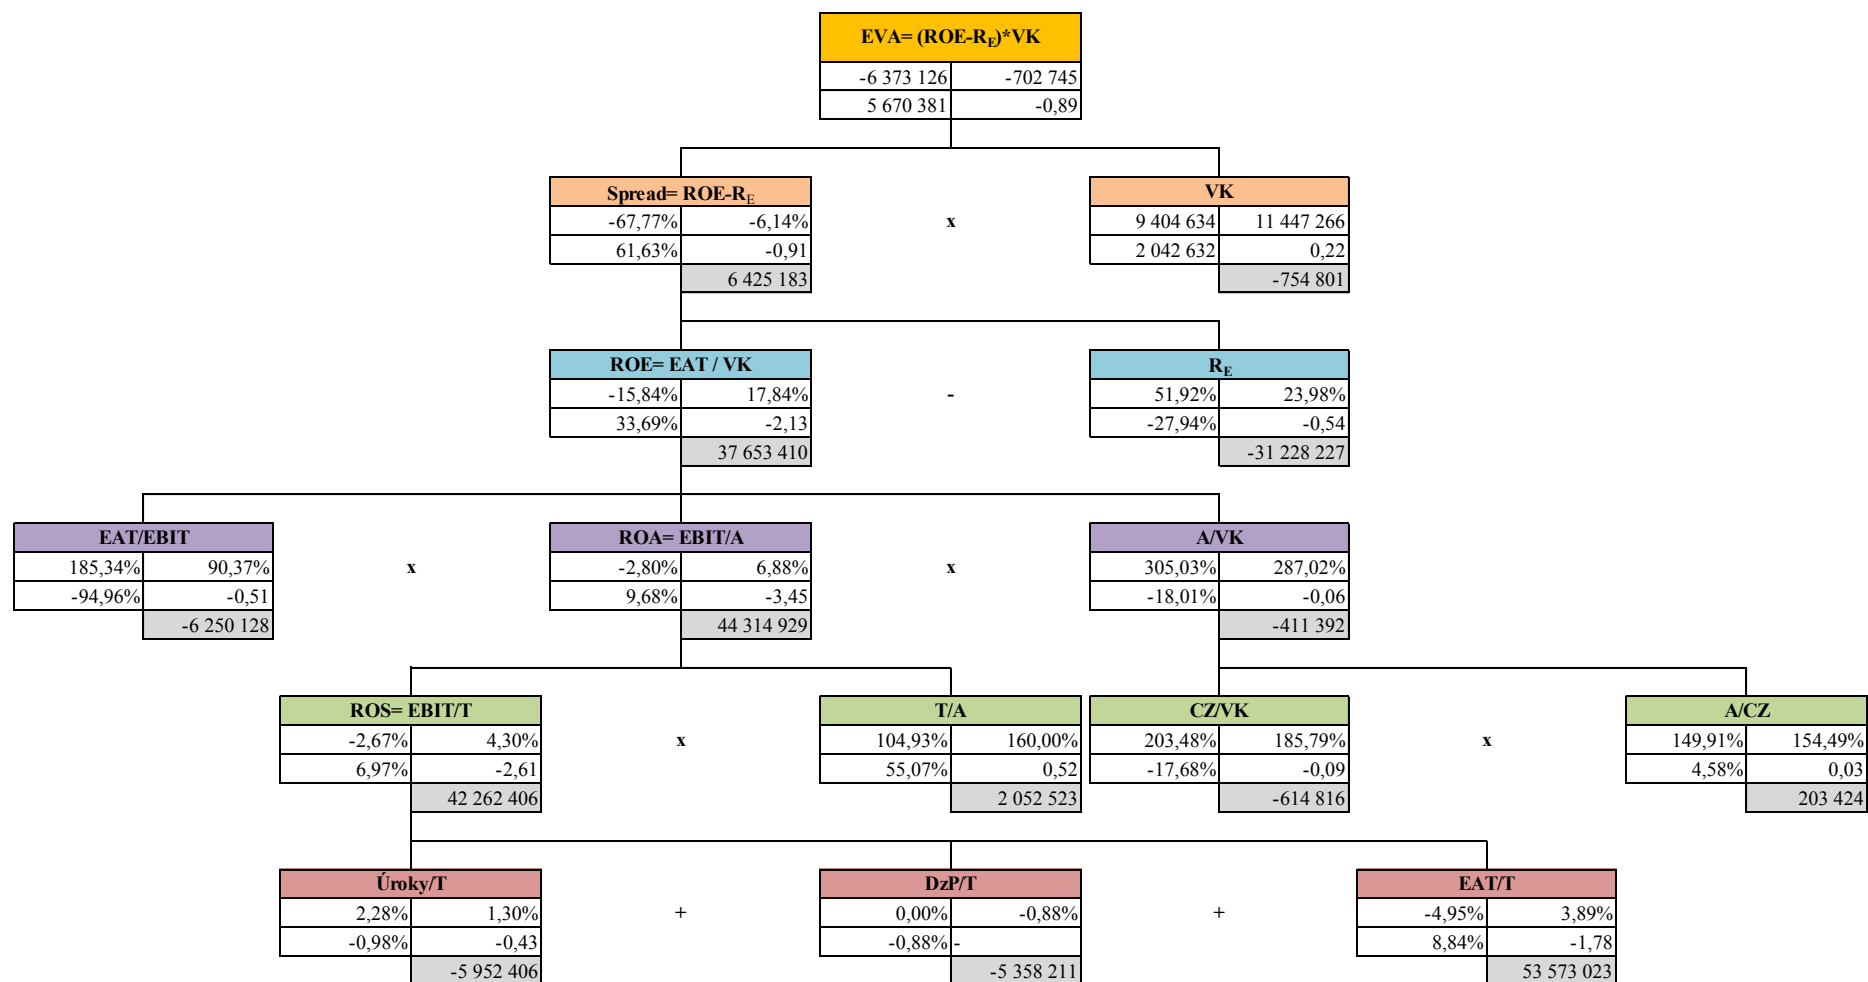 EVA= (ROE-RE)*VK
-6 373 126 -702 745
5 670 381 -0,89
Spread= ROE-RE
-67,77% -6,14%
61,63% -0,91
6 425 183
x
VK
9 404 634 11 447 266
2 042 632 0,22
-754 801
ROE= EAT / VK
-15,84% 17,84%
33,69% -2,13
37 653 410
-
RE
51,92% 23,98%
-27,94% -0,54
-31 228 227
EAT/EBIT
185,34% 90,37%
-94,96% -0,51
-6 250 128
x
ROA= EBIT/A
-2,80% 6,88%
9,68% -3,45
44 314 929
x
A/VK
305,03% 287,02%
-18,01% -0,06
-411 392
ROS= EBIT/T
-2,67% 4,30%
6,97% -2,61
42 262 406
x
T/A
104,93% 160,00%
55,07% 0,52
2 052 523
CZ/VK
203,48% 185,79%
-17,68% -0,09
-614 816
x
A/CZ
149,91% 154,49%
4,58% 0,03
203 424
Úroky/T
2,28% 1,30%
-0,98% -0,43
-5 952 406
+
DzP/T
0,00% -0,88%
-0,88% -
-5 358 211
+
EAT/T
-4,95% 3,89%
8,84% -1,78
53 573 023